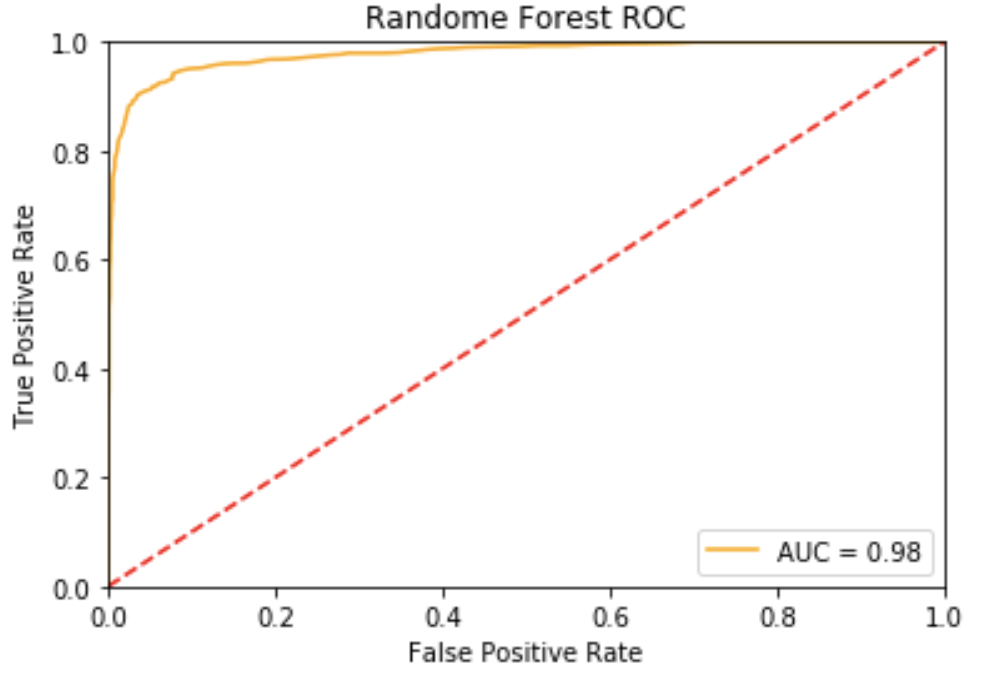 Randome Forest ROC
1.0
0.8
0.6
0.4
0.2
0.0
True Positive Rate
AUC = 0.98
0.0 0.2 0.4 0.6 0.8 1.0
False Positive Rate